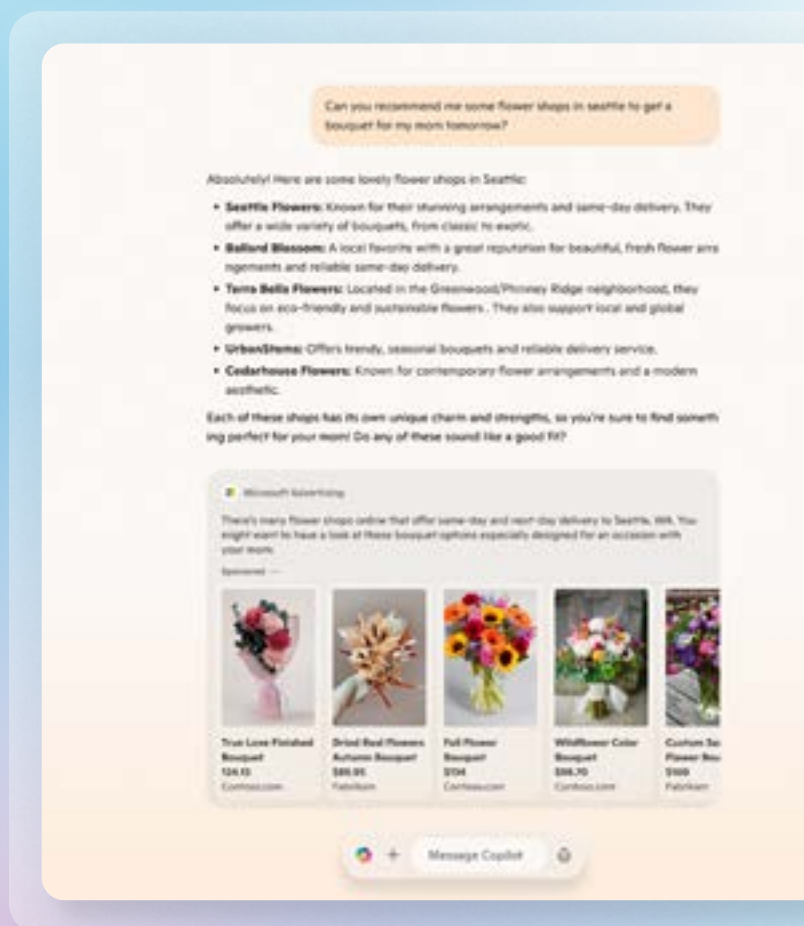 Can you recommend me some flower shops in seattle to get a
bouquet for my mom tomorrow?
Absolutely! Here are some lovely flower shops in Seattle:
• Seattle Flowers: Known for their stunning arrangements and same-day delivery. They
offer a wide variety of bouquets, from classic to exotic.
• Ballard Blossom: A local favorite with a great reputation for beautiful, fresh flower arra
ngements and reliable same-day delivery.
• Terra Bella Flowers: Located in the Greenwood/Phinney Ridge neighborhood, they
focus on eco-friendly and sustainable flowers . They also support local and global
growers.
• UrbanStems: Offers trendy, seasonal bouquets and reliable delivery service.
• Cedarhouse Flowers: Known for contemporary flower arrangements and a modern
aesthetic.
Each of these shops has its own unique charm and strengths, so you're sure to find someth
ing perfect for your mom! Do any of these sound like a good fit?
Microsoft Advertising
There's many flower shops online that offer same-day and next-day delivery to Seattle, WA. You
might want to have a look at these bouquet options especially designed for an occasion with
your mom.
Sponsored
True Love Finished
Bouquet
Contoso.com
Dried Real Flowers
Autumn Bouquet
Fabrikam
Full Flower
Bouquet
$134
Contoso.com
Wildflower Color
Bouquet
Contoso.com
Custom
Flower
Fabrikam
Message Copilot